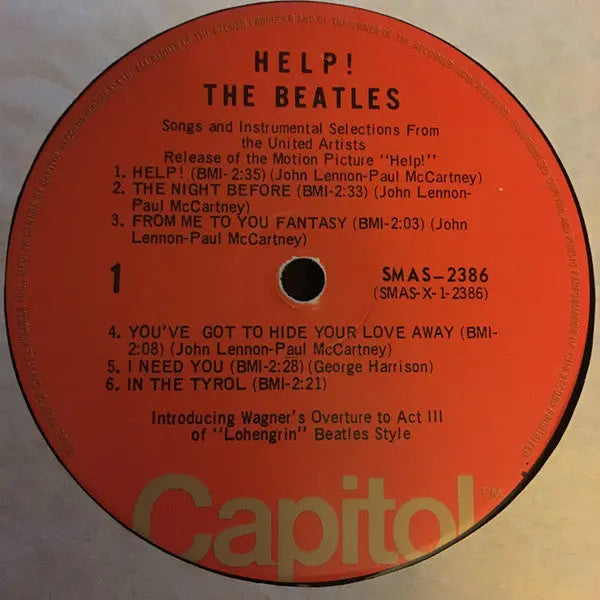 HELP!
THE BEATLES
Songs and Instrumental Selections From
the United Artists
Release of the Motion Picture "Help!"
1. HELP! (BMI-2:35) (John Lennon-Paul McCartney)
2. THE NIGHT BEFORE (BMI-2:33) (John Lennon-
Paul McCartney)
3. FROM ME TO YOU FANTASY (BMI-2:03) (John
Lennon-Paul McCartney)
1
SMAS-2386
(SMAS-X-1-2386)
4. YOU'VE GOT TO HIDE YOUR LOVE AWAY (BMI-
2:08) (John Lennon-Paul McCartney)
5. I NEED YOU (BMI-2:28) (George Harrison)
6. IN THE TYROL (BMI-2:21)
Introducing Wagner's Overture to Act III
of "Lohengrin" Beatles Style
Capitol
TM